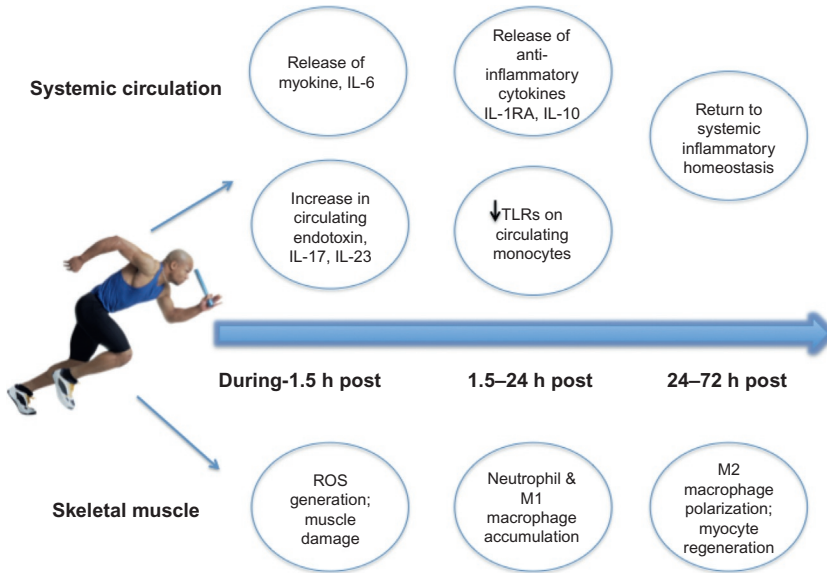 Systemic circulation
Release of
myokine, IL-6
Release of
anti-
inflammatory
cytokines
IL-1RA, IL-10
Return to
systemic
inflammatory
homeostasis
Increase in
circulating
endotoxin,
IL-17, IL-23
↓TLRs on
circulating
monocytes
During-1.5 h post
1.5–24 h post
24–72 h post
Skeletal muscle
ROS
generation;
muscle
damage
Neutrophil &
M1
macrophage
accumulation
M2
macrophage
polarization;
myocyte
regeneration